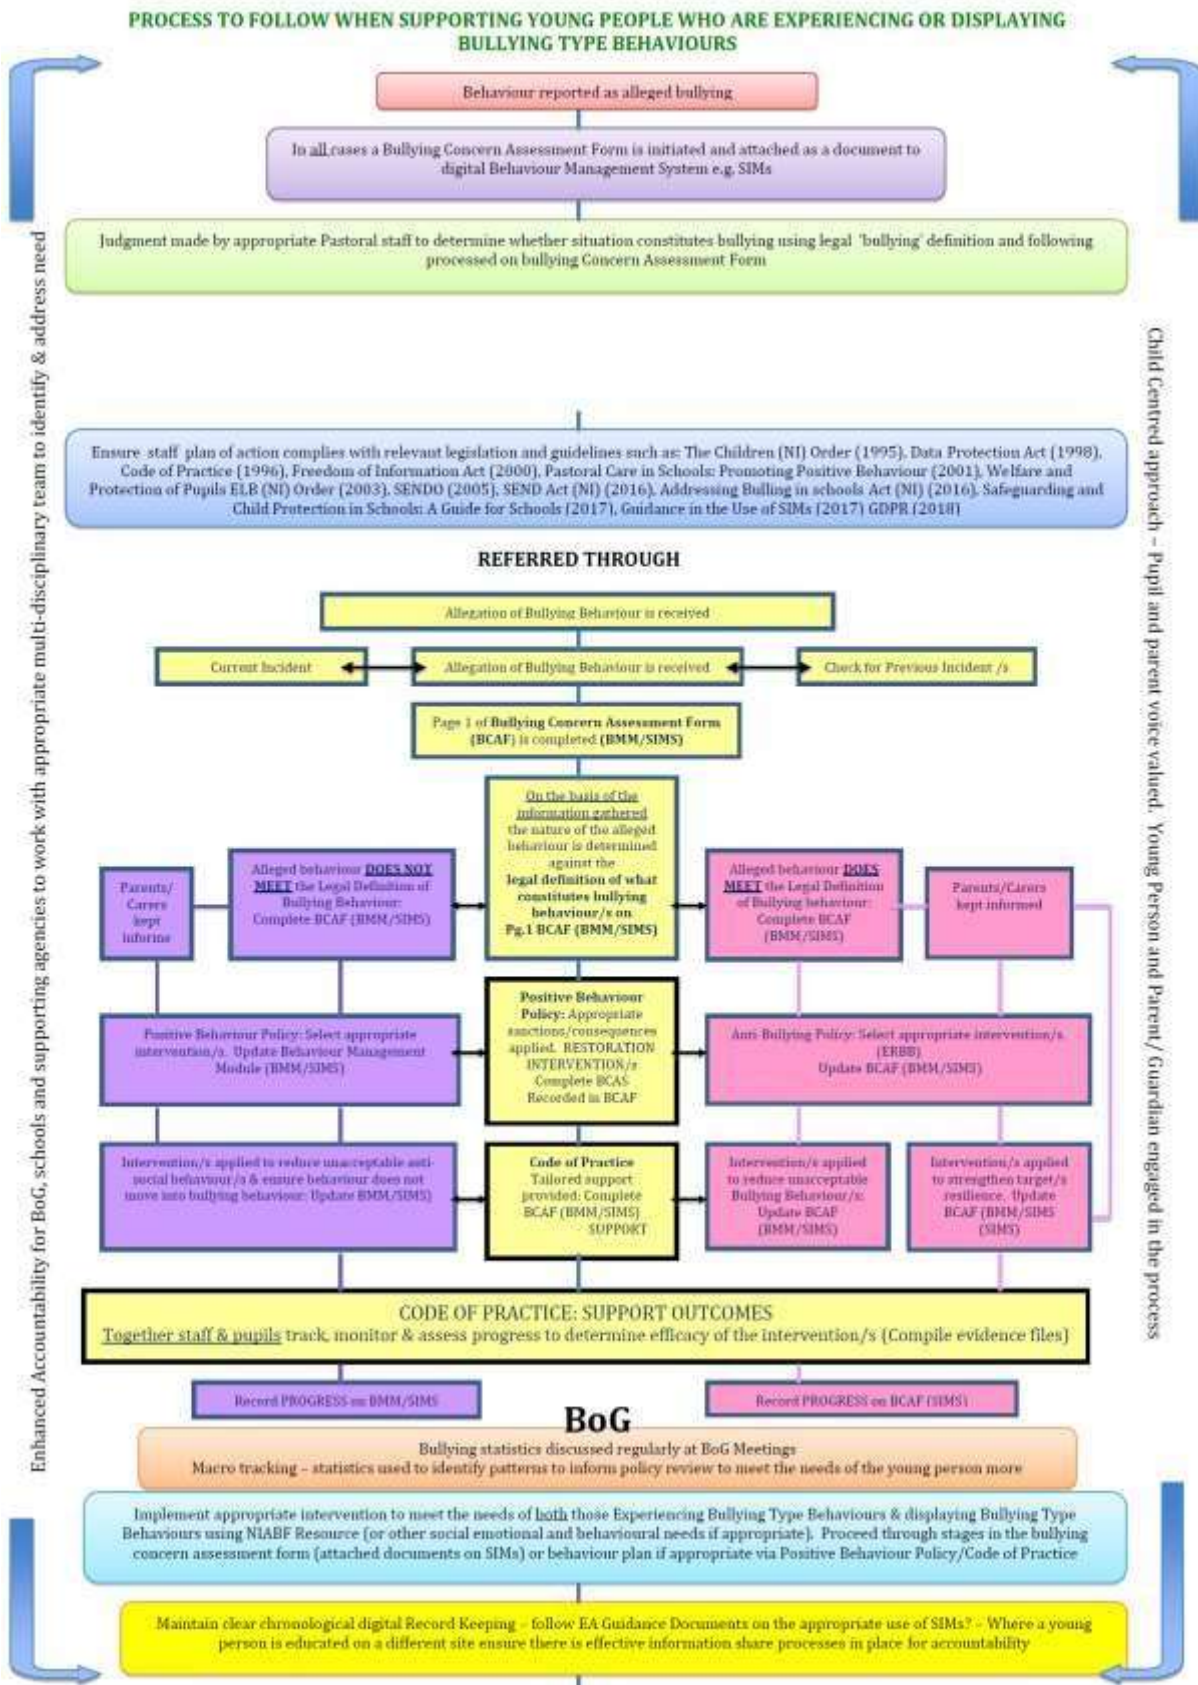 PROCESS TO FOLLOW WHEN SUPPORTING YOUNG PEOPLE WHO ARE EXPERIENCING OR DISPLAYING
BULLYING TYPE BEHAVIOURS
Behaviour reported as alleged bullying
In all cases a Bullying Concern Assessment Form is initiated and attached as a document to
digital Behaviour Management System e.g. SIMs
Judgment made by appropriate Pastoral staff to determine whether situation constitutes bullying using legal 'bullying' definition and following
processed on bullying Concern Assessment Form
Enhanced Accountability for BoG, schools and supporting agencies to work with appropriate multi-disciplinary team to identify & address need
Child Centred approach – Pupil and parent voice valued. Young Person and Parent/ Guardian engaged in the process
Ensure staff plan of action complies with relevant legislation and guidelines such as: The Children (NI) Order (1995), Data Protection Act (1998),
Code of Practice (1996), Freedom of Information Act (2000), Pastoral Care in Schools: Promoting Positive Behaviour (2001), Welfare and
Protection of Pupils ELB (NI) Order (2003), SENDO (2005), SEND Act (NI) (2016), Addressing Bulling in schools Act (NI) (2016), Safeguarding and
Child Protection in Schools: A Guide for Schools (2017), Guidance in the Use of SIMs (2017) GDPR (2018)
REFERRED THROUGH
Allegation of Bullying Behaviour is received
Current Incident
Allegation of Bullying Behaviour is received
Check for Previous Incident /s
Page 1 of Bullying Concern Assessment Form
(BCAF) is completed (BMM/SIMS)
On the basis of the
information gathered
the nature of the alleged
behaviour is determined
against the
legal definition of what
constitutes bullying
behaviour/s on
Pg.1 BCAF (BMM/SIMS)
Parents/
Carers
kept
informe
Alleged behaviour DOES NOT
MEET the Legal Definition of
Bullying Behaviour:
Complete BCAF (BMM/SIMS)
Alleged behaviour DOES
MEET the Legal Definition
of Bullying behaviour:
Complete BCAF
(BMM/SIMS)
Parents/Carers
kept informed
Positive Behaviour Policy: Select appropriate
intervention/s. Update Behaviour Management
Module (BMM/SIMS)
Positive Behaviour
Policy: Appropriate
sanctions/consequences
applied. RESTORATION
INTERVENTION/s
Complete BCAS
Recorded in BCAF
Anti-Bullying Policy: Select appropriate intervention/s.
(ERBB)
Update BCAF (BMM/SIMS)
Intervention/s applied to reduce unacceptable anti-
social behaviour/s & ensure behaviour does not
move into bullying behaviour: Update BMM/SIMS)
Code of Practice
Tailored support
provided: Complete
BCAF (BMM/SIMS)
SUPPORT
Intervention/s applied
to reduce unacceptable
Bullying Behaviour/s:
Update BCAF
(BMM/SIMS)
Intervention/s applied
to strengthen target/s
resilience. Update
BCAF (BMM/SIMS
(SIMS)
CODE OF PRACTICE: SUPPORT OUTCOMES
Together staff & pupils track, monitor & assess progress to determine efficacy of the intervention/s (Compile evidence files)
Record PROGRESS on BMM/SIMS
Record PROGRESS on BCAF (SIMS)
BoG
Bullying statistics discussed regularly at BoG Meetings
Macro tracking – statistics used to identify patterns to inform policy review to meet the needs of the young person more
Implement appropriate intervention to meet the needs of both those Experiencing Bullying Type Behaviours & displaying Bullying Type
Behaviours using NIABF Resource (or other social emotional and behavioural needs if appropriate). Proceed through stages in the bullying
concern assessment form (attached documents on SIMs) or behaviour plan if appropriate via Positive Behaviour Policy/Code of Practice
Maintain clear chronological digital Record Keeping – follow EA Guidance Documents on the appropriate use of SIMs? – Where a young
person is educated on a different site ensure there is effective information share processes in place for accountability